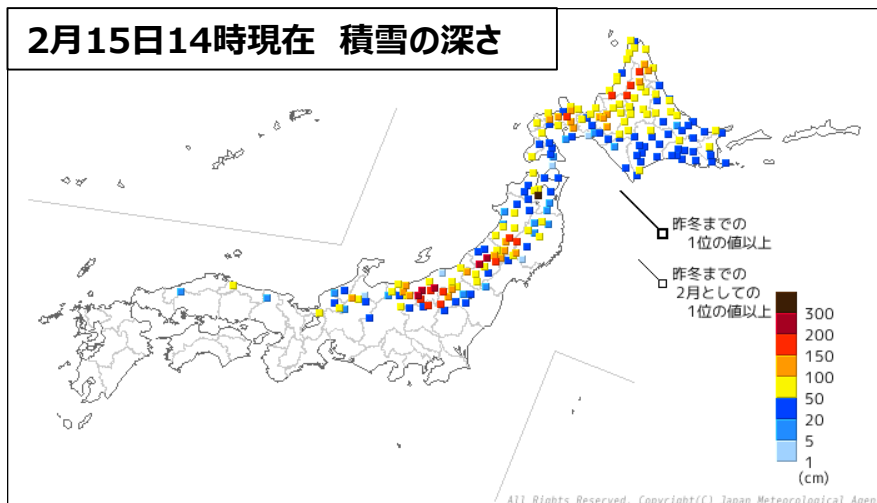 2月15日14時現在 積雪の深さ
昨冬までの
1位の値以上
昨冬までの
2月としての
1位の値以上
300
200
150
100
50
20
5
1
(cm)
All Rights Reserved. Copyright(C) Japan Meteorological Agen